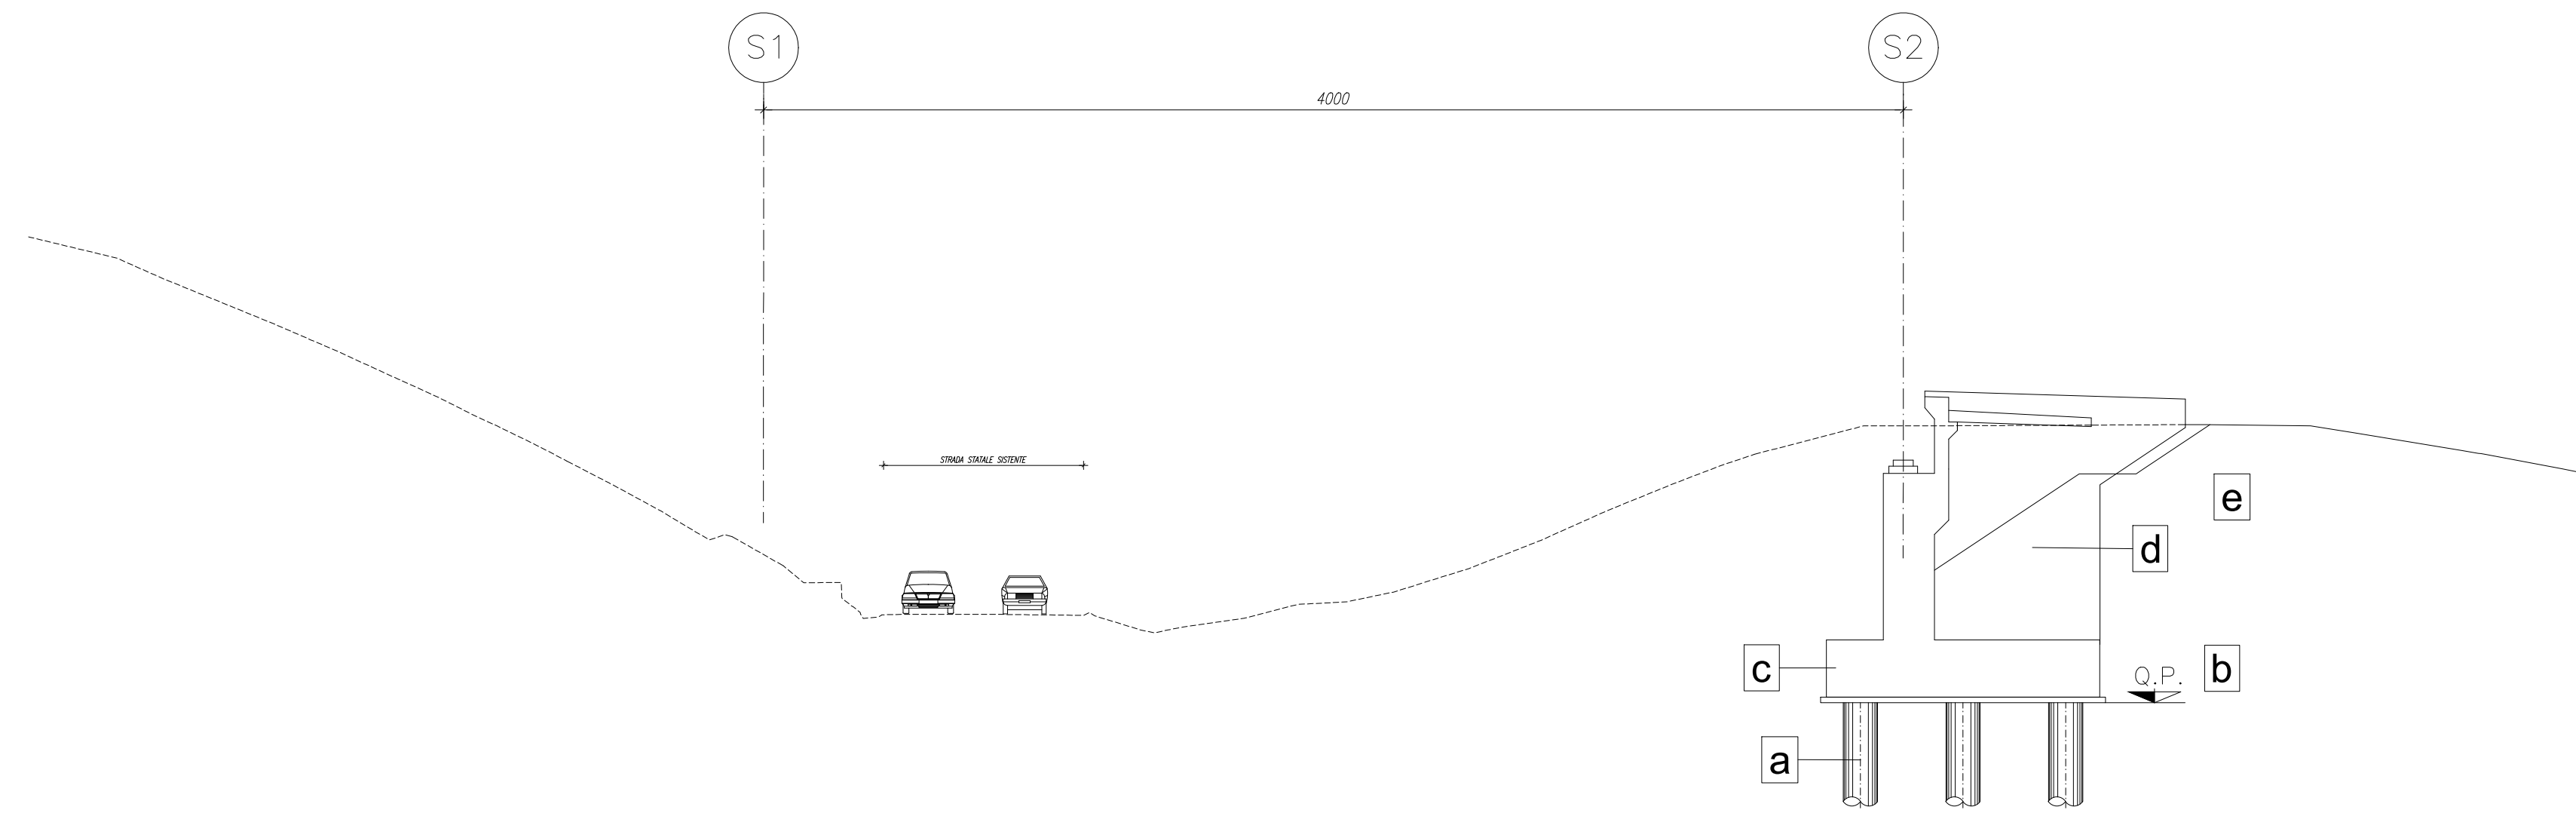 S1
S2
4000
STRADA STATALE SISTENTE
e
d
c
Q.P.
b
a